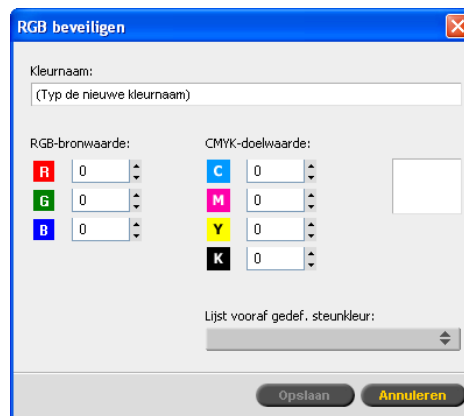 RGB beveiligen
Kleurnaam:
(Typ de nieuwe kleurnaam)
RGB-bronwaarde: CMYK-doelwaarde:
R 0 C 0
G 0 M 0
B 0 Y 0
K 0
Lijst vooraf gedef. steunkleur:
Opslaan Annuleren